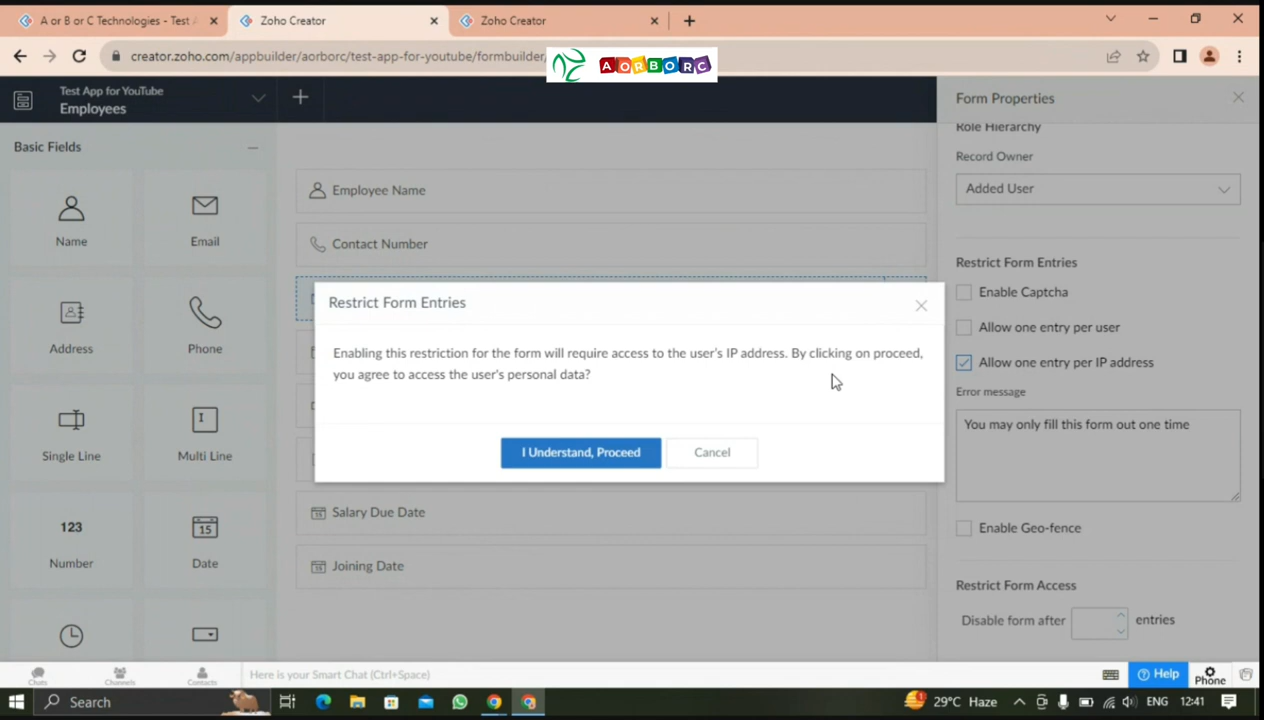 A or B or C Technologies - Test A
Zoho Creator
Zoho Creator
creator.zoho.com/appbuilder/aorborc/test-app-for-youtube/formbuilder/
AORBORC
Test App for YouTube
Employees
Form Properties
Basic Fields
Role Hierarchy
Record Owner
Added User
Name
Email
Employee Name
Contact Number
Restrict Form Entries
Enable Captcha
Address
Phone
Restrict Form Entries
Allow one entry per user
Enabling this restriction for the form will require access to the user's IP address. By clicking on proceed,
you agree to access the user's personal data?
Allow one entry per IP address
Error message
You may only fill this form out one time
Single Line
Multi Line
I Understand, Proceed
Cancel
123
Number
15
Date
15 Salary Due Date
15 Joining Date
Enable Geo-fence
Restrict Form Access
Disable form after
entries
Chats
Channels
Contacts
Here is your Smart Chat (Ctrl+Space)
Help
Phone
Search
1
29°C Haze
ENG
12:41